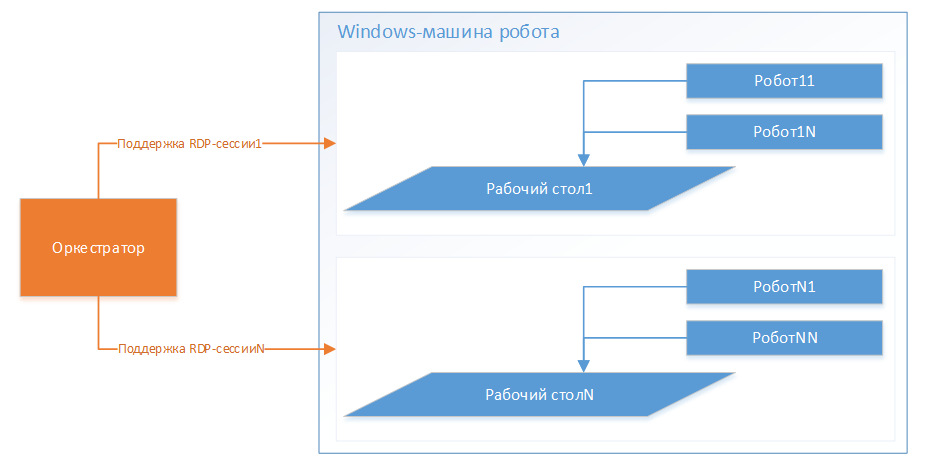 Windows-машина робота
Робот11
Поддержка RDP-сессии1
Робот1N
Рабочий стол1
Оркестратор
РоботN1
Поддержка RDP-сессииN
РоботNN
Рабочий столN